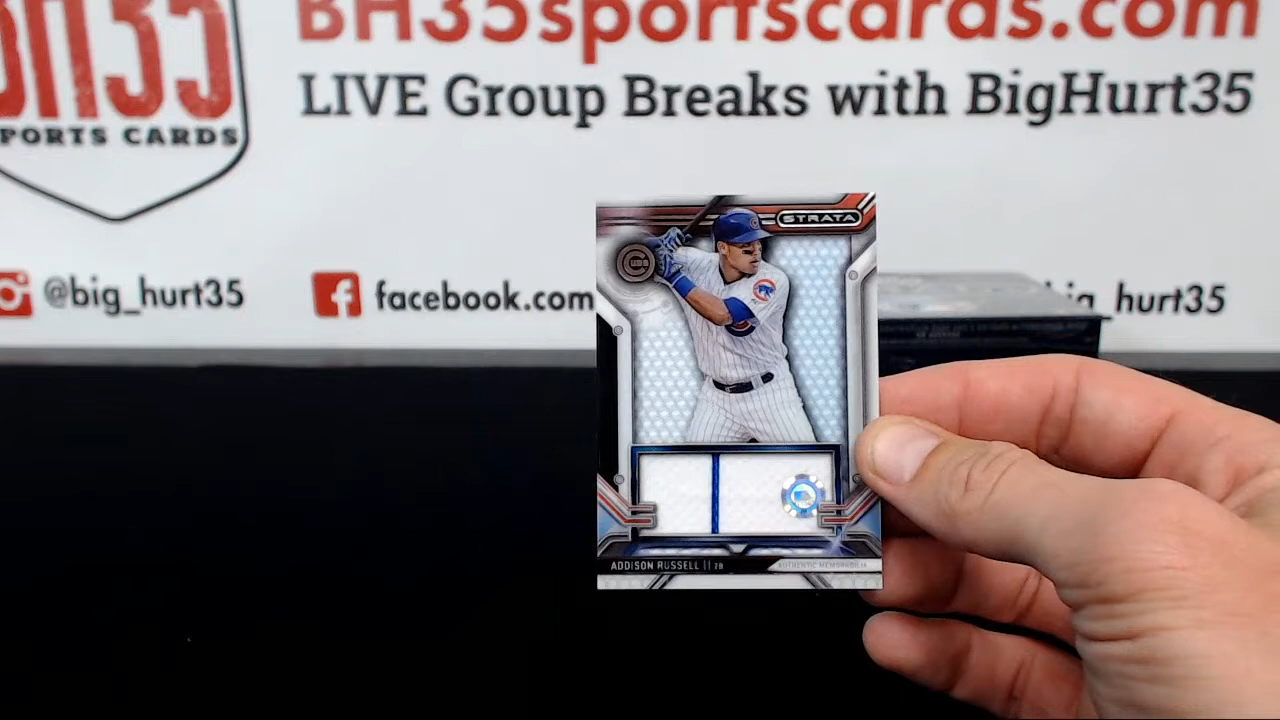 BH35sportscards.com
LIVE Group Breaks with BigHurt35
BH35
SPORTS CARDS
@big_hurt35
facebook.com
hurt35
STRATA
CUBS
ADDISON RUSSELL || 2B
AUTHENTIC MEMORABILIA